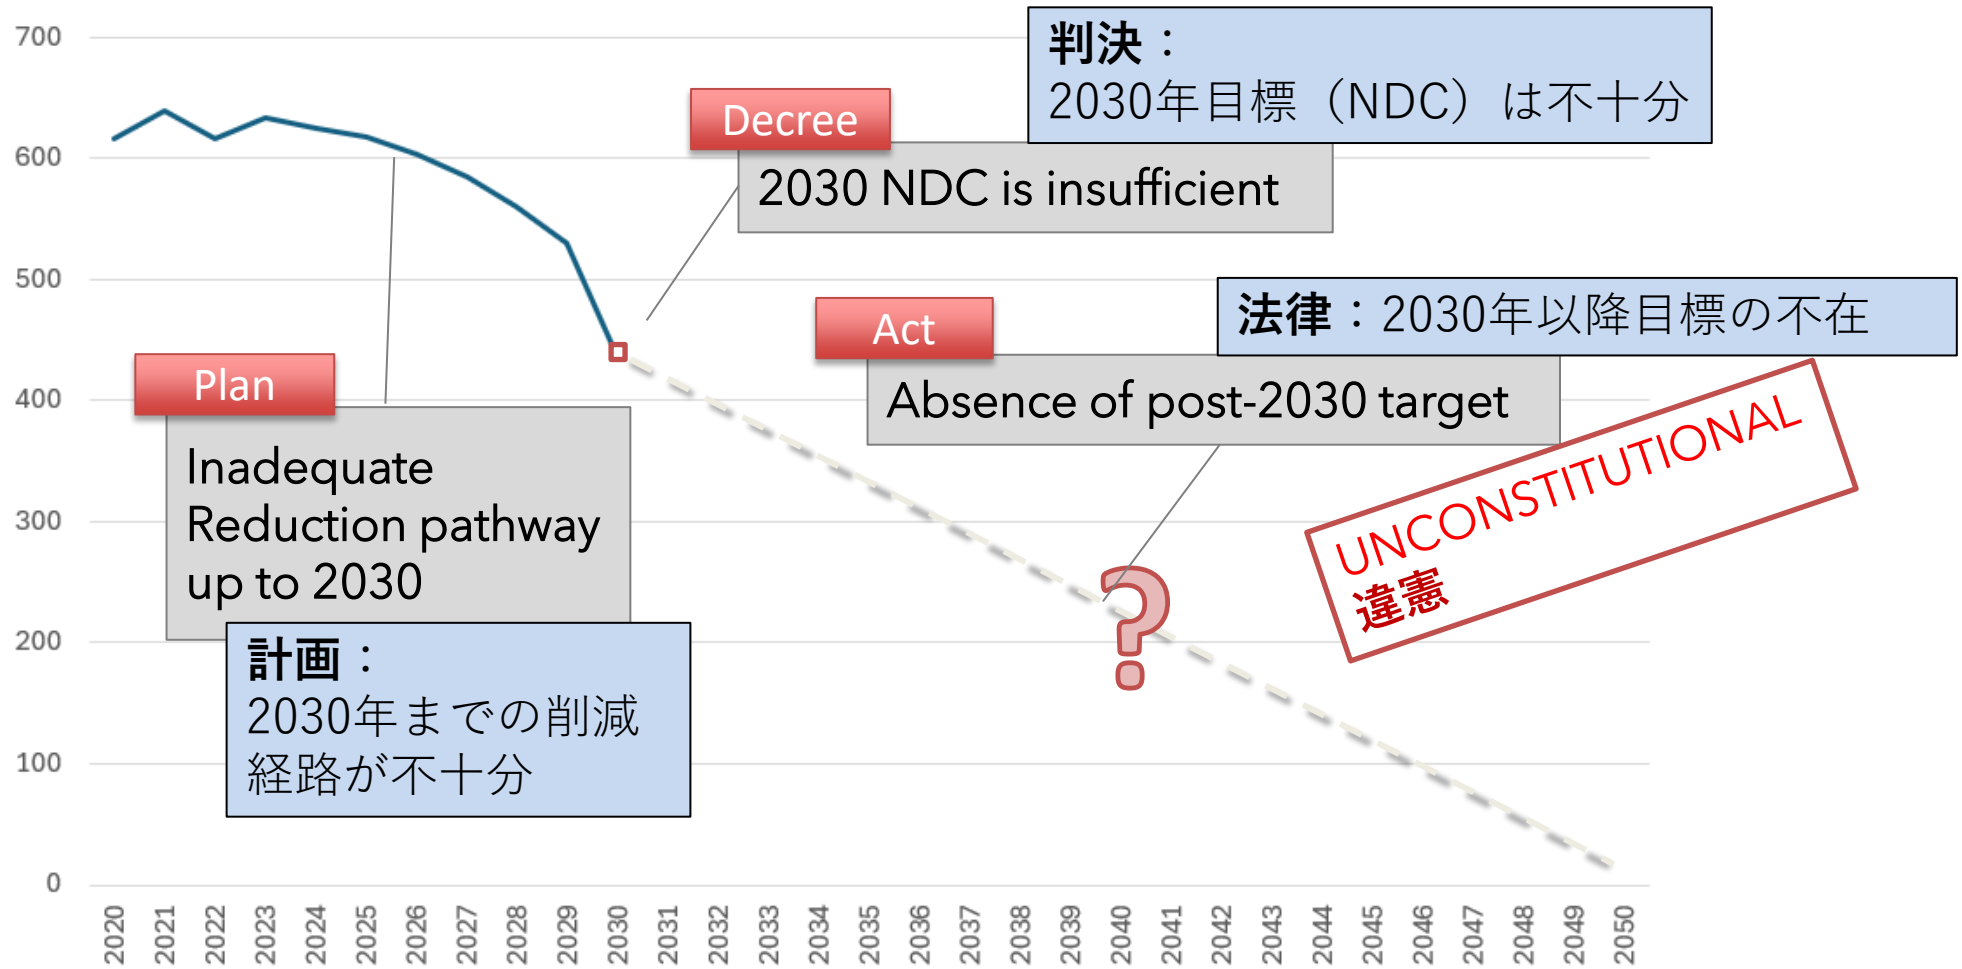 700
600
500
400
300
200
100
0
判決：
2030年目標（NDC）は不十分
Decree
2030 NDC is insufficient
法律：2030年以降目標の不在
Act
Absence of post-2030 target
Plan
Inadequate
Reduction pathway
up to 2030
計画：
2030年までの削減
経路が不十分
UNCONSTITUTIONAL
違憲
?
2020
2021
2022
2023
2024
2025
2026
2027
2028
2029
2030
2031
2032
2033
2034
2035
2036
2037
2038
2039
2040
2041
2042
2043
2044
2045
2046
2047
2048
2049
2050